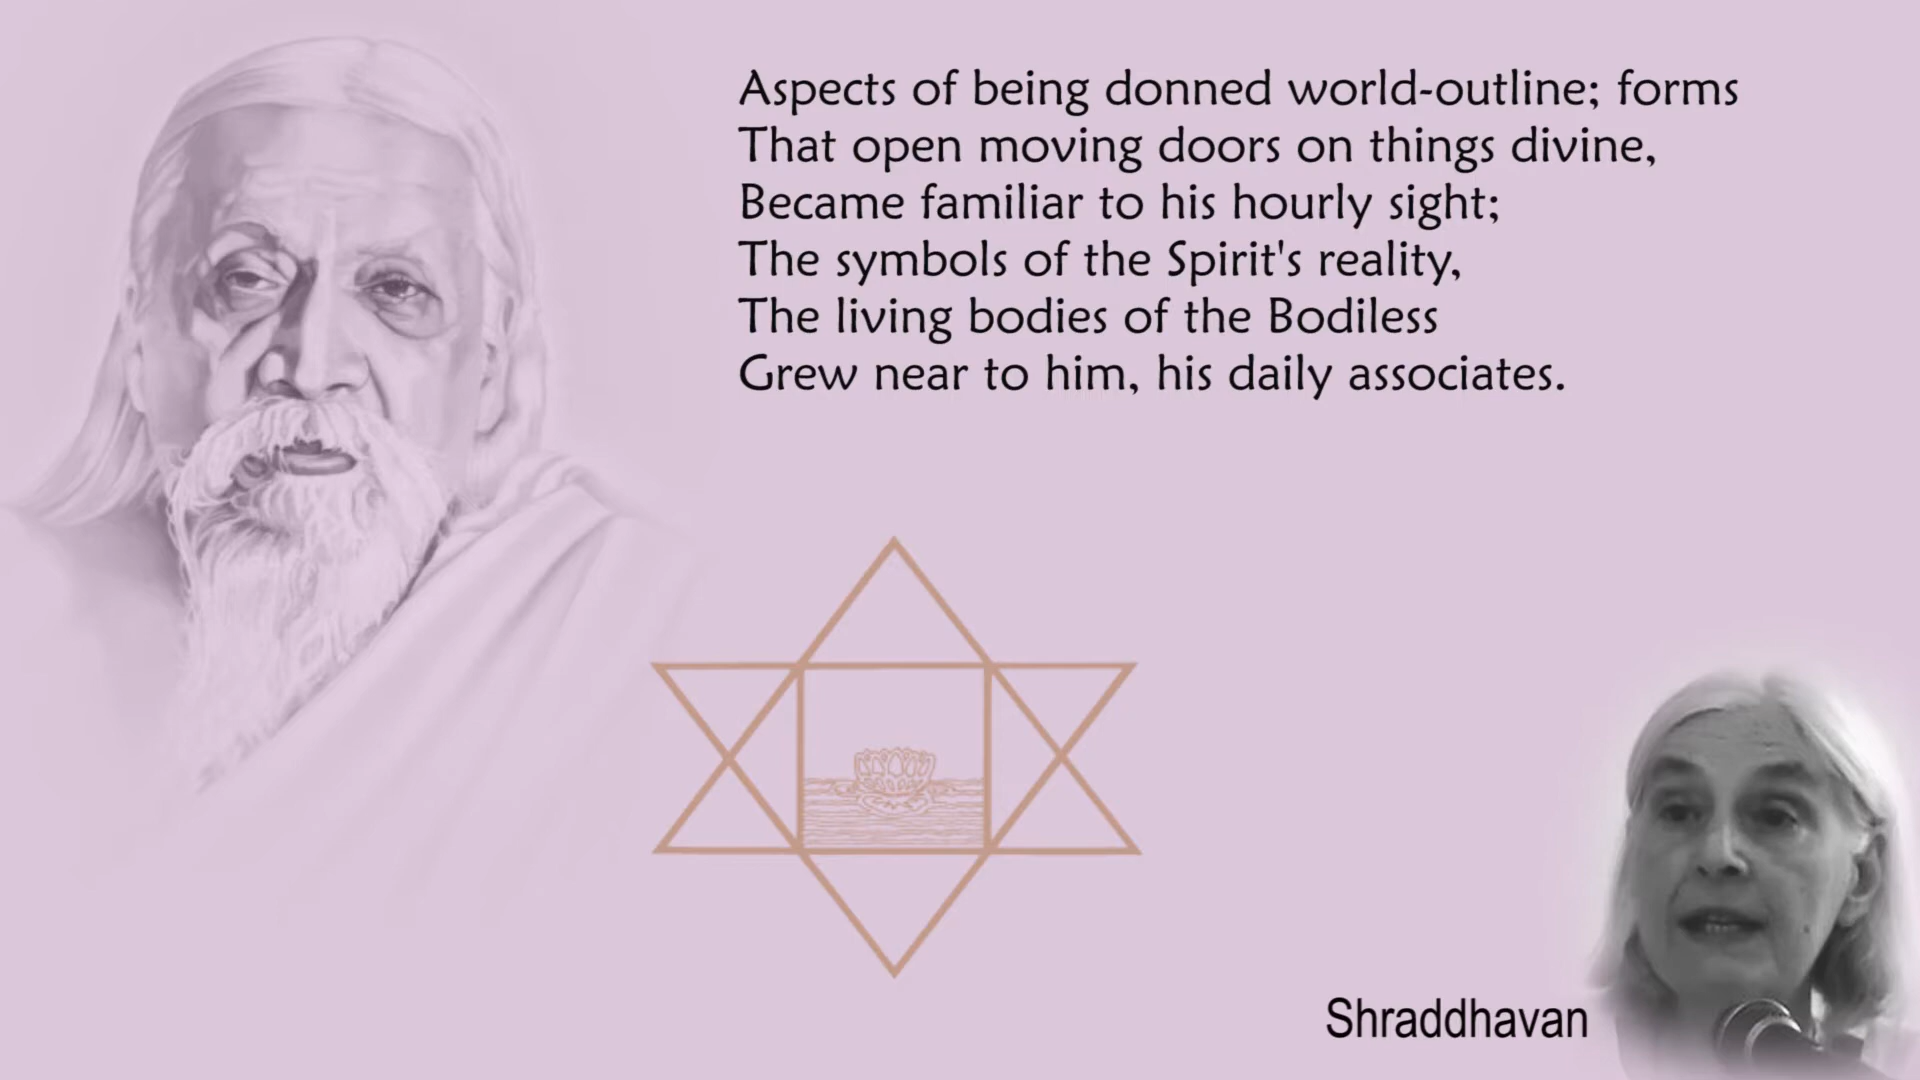 Aspects of being donned world-outline; forms
That open moving doors on things divine,
Became familiar to his hourly sight;
The symbols of the Spirit's reality,
The living bodies of the Bodiless
Grew near to him, his daily associates.
Shraddhavan